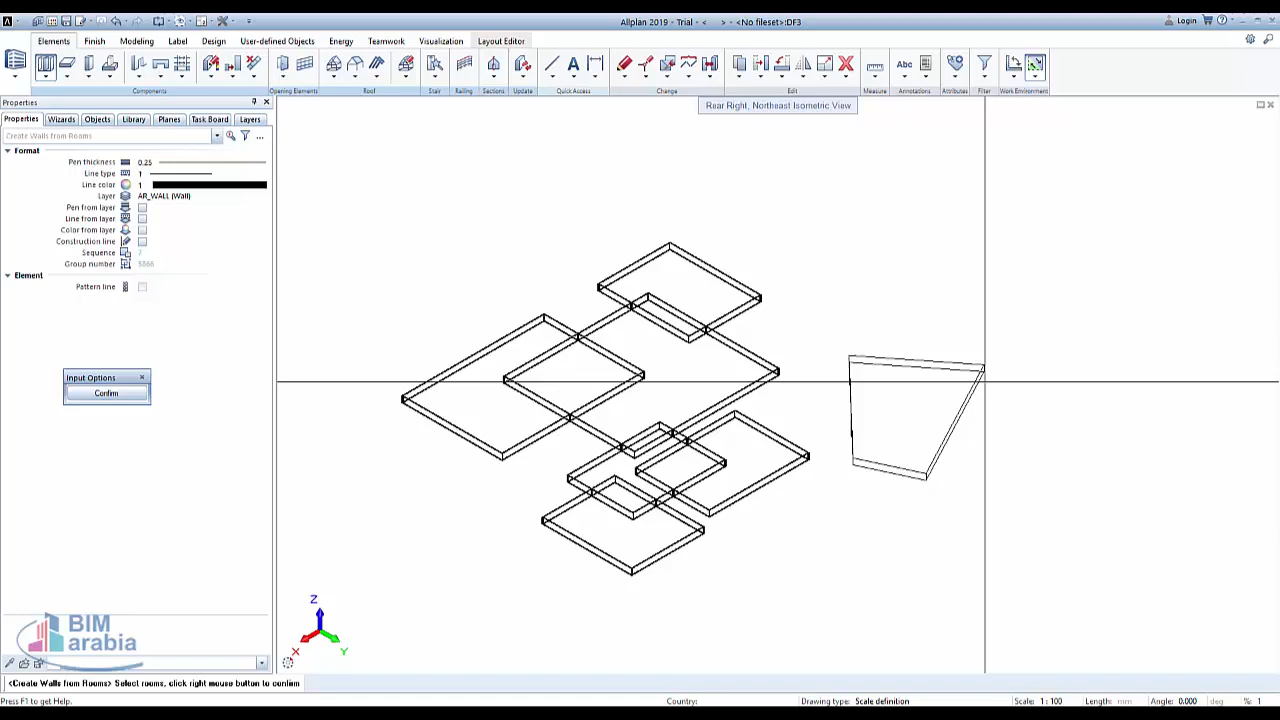 Allplan 2019 - Trial - < > - <No fileset>:DF3
Login
Elements Finish Modeling Label Design User-defined Objects Energy Teamwork Visualization Layout Editor
Abc
Components Opening Elements Roof Stair Railing Sections Update Quick Access Change Edit Measure Annotations Attributes Filter Work Environment
Properties
Rear Right, Northeast Isometric View
Properties Wizards Objects Library Planes Task Board Layers
Create Walls from Rooms
Format
Pen thickness 0.25
Line type 1
Line color 1
Layer AR_WALL (Wall)
Pen from layer
Line from layer
Color from layer
Construction line
Sequence 7
Group number 5866
Element
Pattern line
Input Options
Confirm
Z
X
Y
BIM
arabia
<Create Walls from Rooms> Select rooms, click right mouse button to confirm
Press F1 to get Help.
Country:
Drawing type: Scale definition
Scale: 1 : 100
Length: mm
Angle: 0.000 deg
%: 1